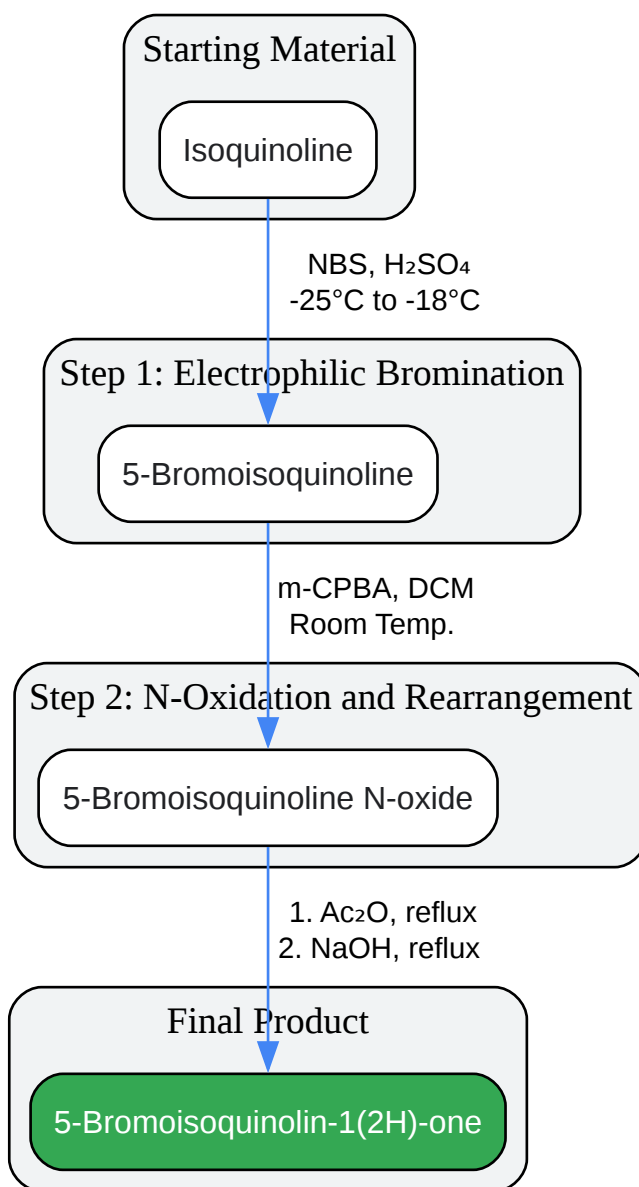 Starting Material
Isoquinoline
NBS, H₂SO₄
-25°C to -18°C
Step 1: Electrophilic Bromination
5-Bromoisoquinoline
m-CPBA, DCM
Room Temp.
Step 2: N-Oxidation and Rearrangement
5-Bromoisoquinoline N-oxide
1. Ac₂O, reflux
2. NaOH, reflux
Final Product
5-Bromoisoquinolin-1(2H)-one